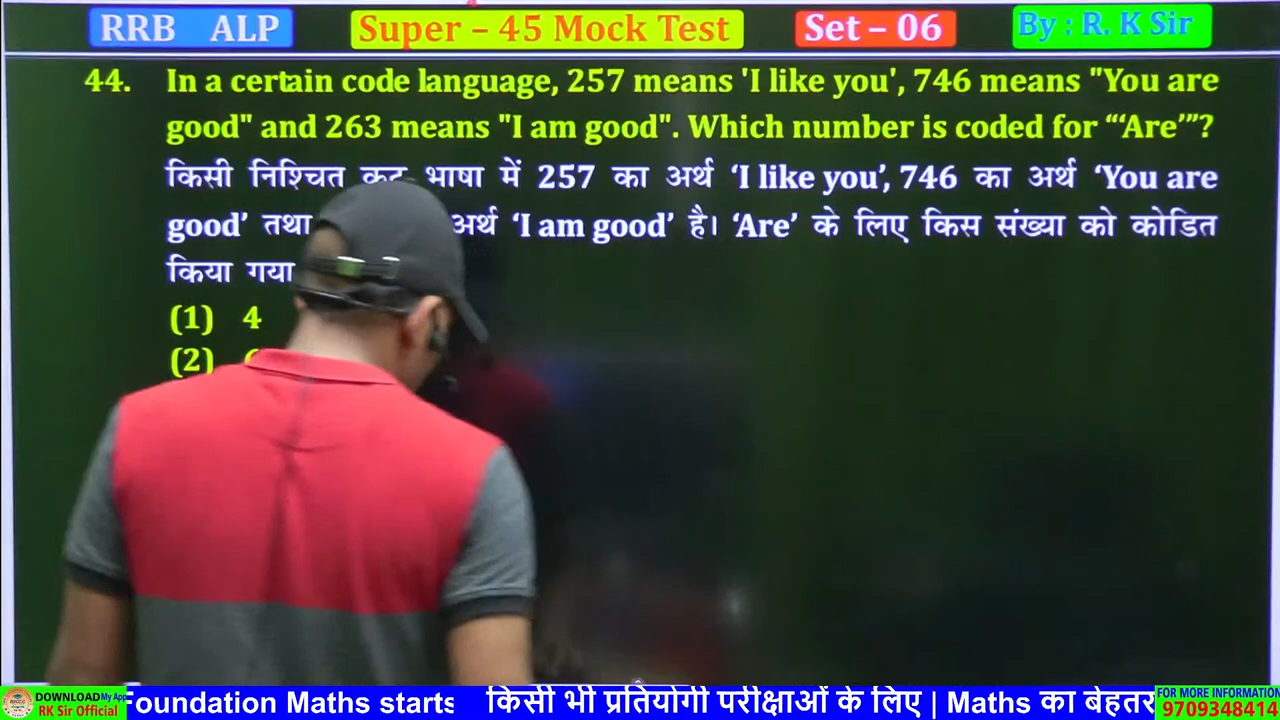 RRB ALP
Super – 45 Mock Test
Set – 06
By : R. K Sir
44. In a certain code language, 257 means 'I like you', 746 means "You are
good" and 263 means "I am good". Which number is coded for "'Are'"?
किसी निश्चित कूट भाषा में 257 का अर्थ 'I like you', 746 का अर्थ 'You are
good' तथा अर्थ 'I am good' है। 'Are' के लिए किस संख्या को कोडित
किया गया
(1) 4
(2)
DOWNLOAD My App
RK Sir Official
Foundation Maths starts किसी भी प्रतियोगी परीक्षाओं के लिए | Maths का बेहतर
FOR MORE INFORMATION
9709348414